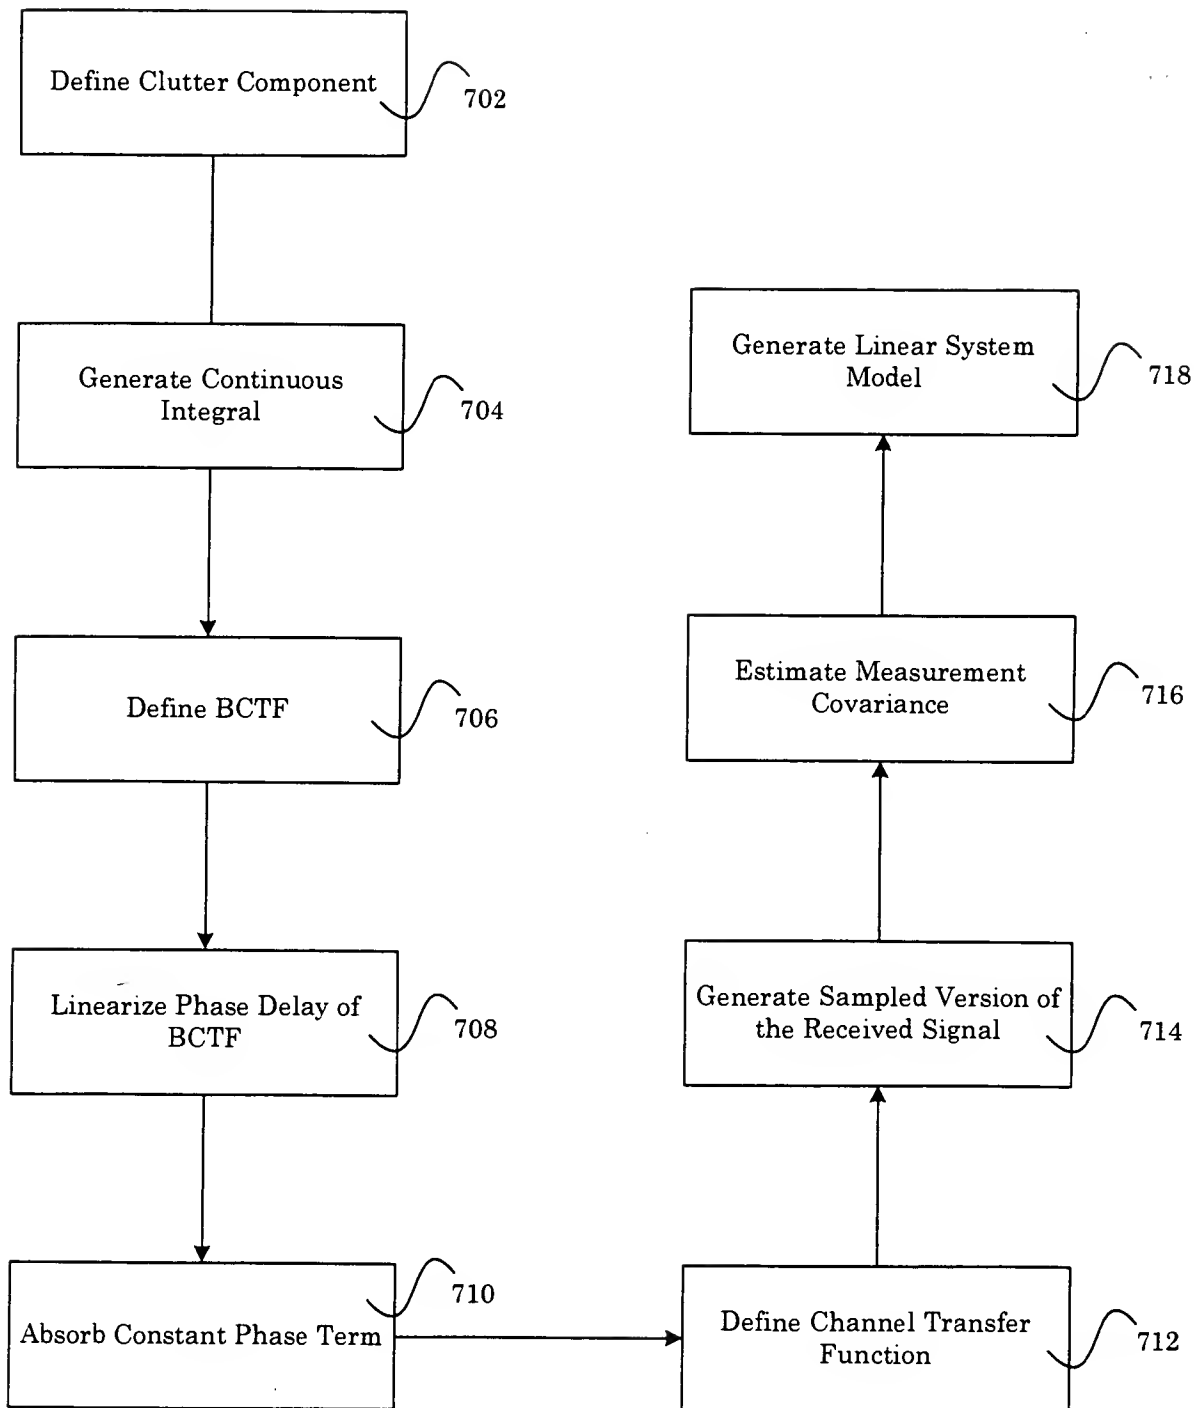 Define Clutter Component
702
Generate Continuous
Integral
704
Define BCTF
706
Linearize Phase Delay of
BCTF
708
Absorb Constant Phase Term
710
Define Channel Transfer
Function
712
Generate Sampled Version of
the Received Signal
714
Estimate Measurement
Covariance
716
Generate Linear System
Model
718